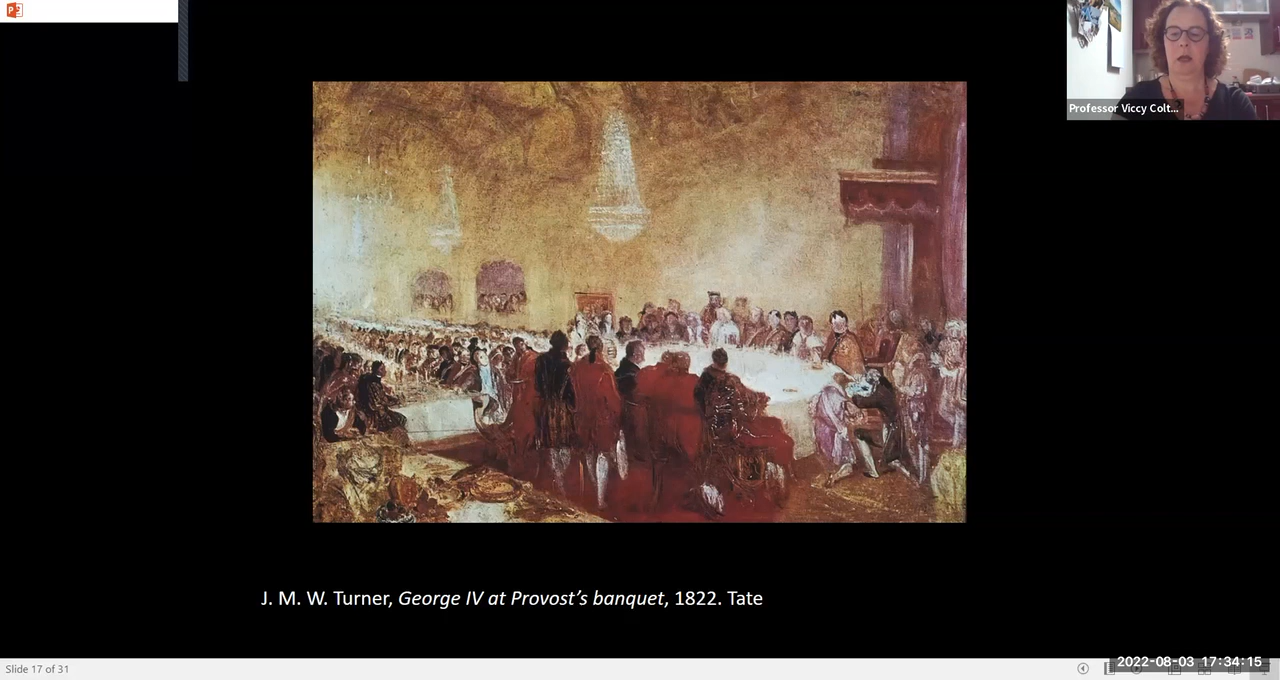 Professor Viccy Colt...
J. M. W. Turner, George IV at Provost’s banquet, 1822. Tate
Slide 17 of 31
2022-08-03 17:34:15